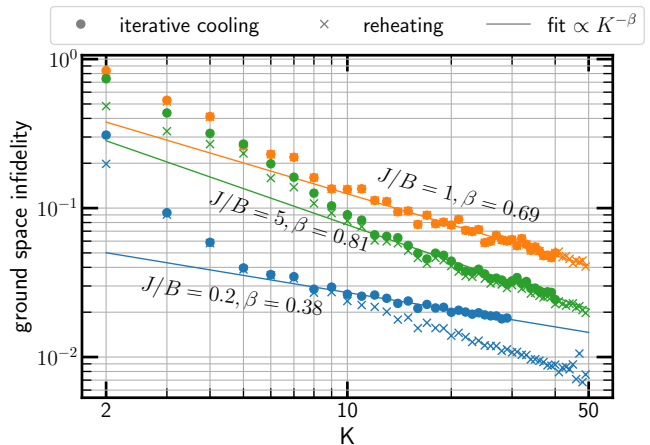 iterative cooling reheating fit ∝ K^{−β}
10^0
10^{−1}
10^{−2}
ground space infidelity
J/B = 1, β = 0.69
J/B = 5, β = 0.81
J/B = 0.2, β = 0.38
2 10 50
K